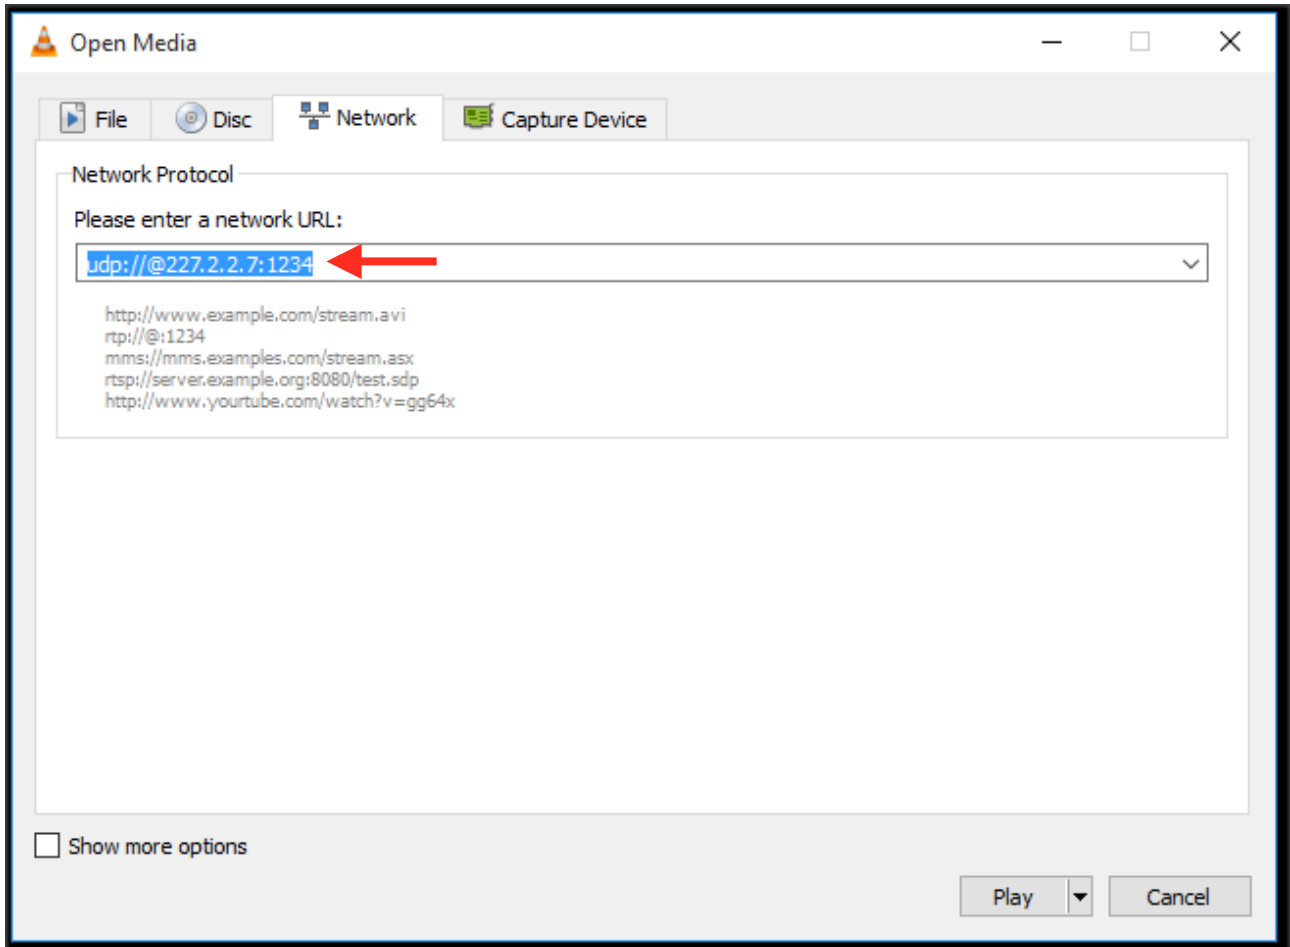 Open Media
File Disc Network Capture Device
Network Protocol
Please enter a network URL:
udp://@227.2.2.7:1234
http://www.example.com/stream.avi
rtp://@:1234
mms://mms.examples.com/stream.asx
rtsp://server.example.org:8080/test.sdp
http://www.yourtube.com/watch?v=gg64x
Show more options
Play Cancel